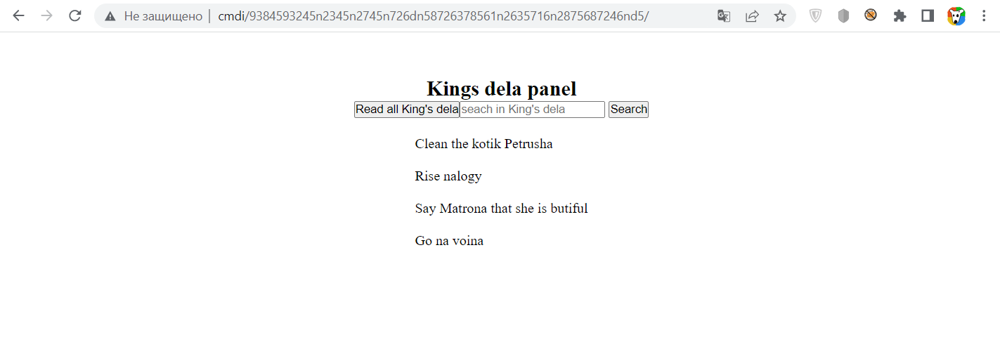 Не защищено | cmdi/9384593245n2345n2745n726dn58726378561n2635716n2875687246nd5/
Kings dela panel
Read all King's dela seach in King's dela Search
Clean the kotik Petrusha
Rise nalogy
Say Matrona that she is butiful
Go na voina